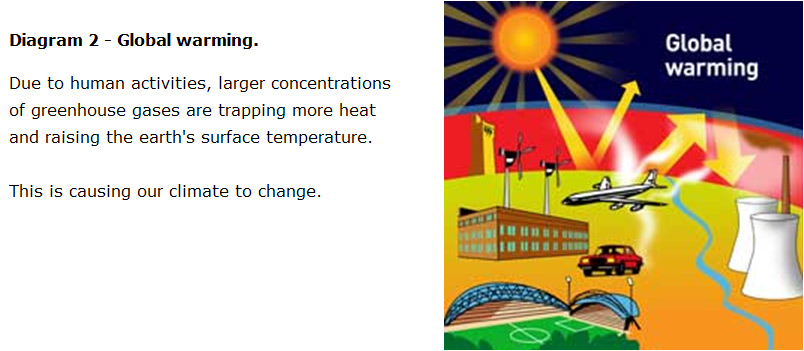 Diagram 2 - Global warming.
Due to human activities, larger concentrations
of greenhouse gases are trapping more heat
and raising the earth's surface temperature.
This is causing our climate to change.
Global
warming